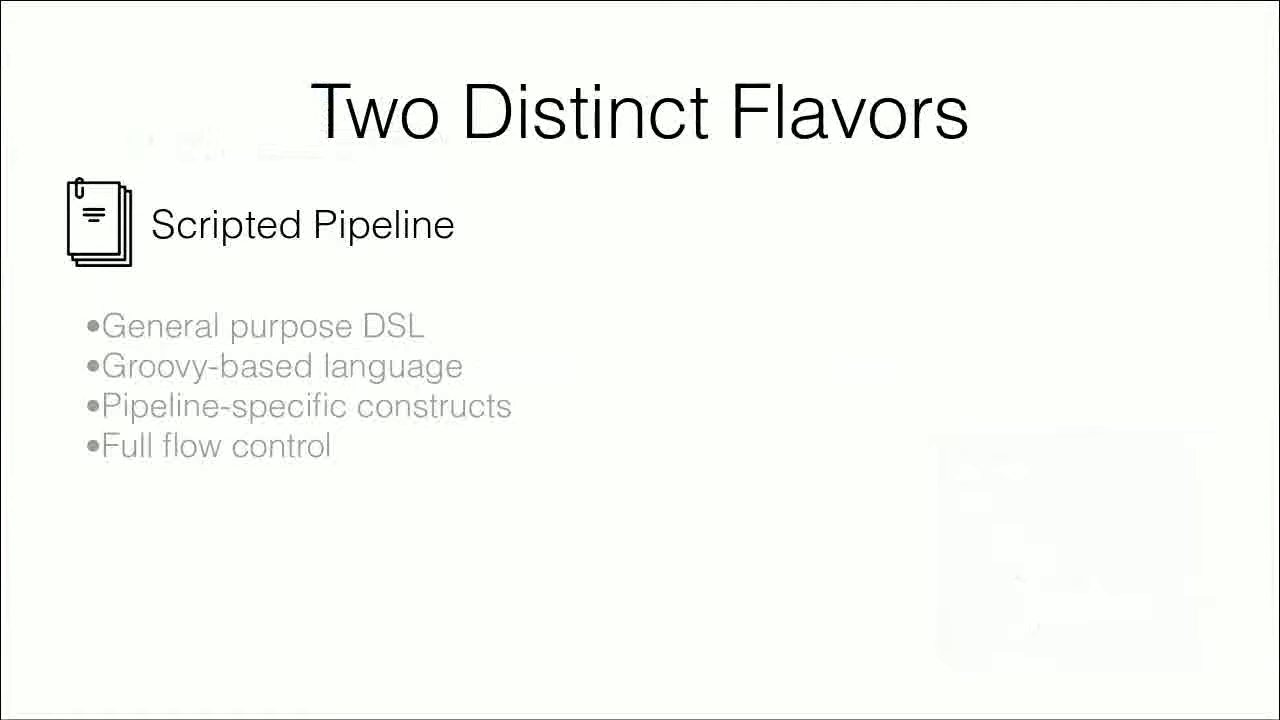 Two Distinct Flavors
Scripted Pipeline
•General purpose DSL
•Groovy-based language
•Pipeline-specific constructs
•Full flow control